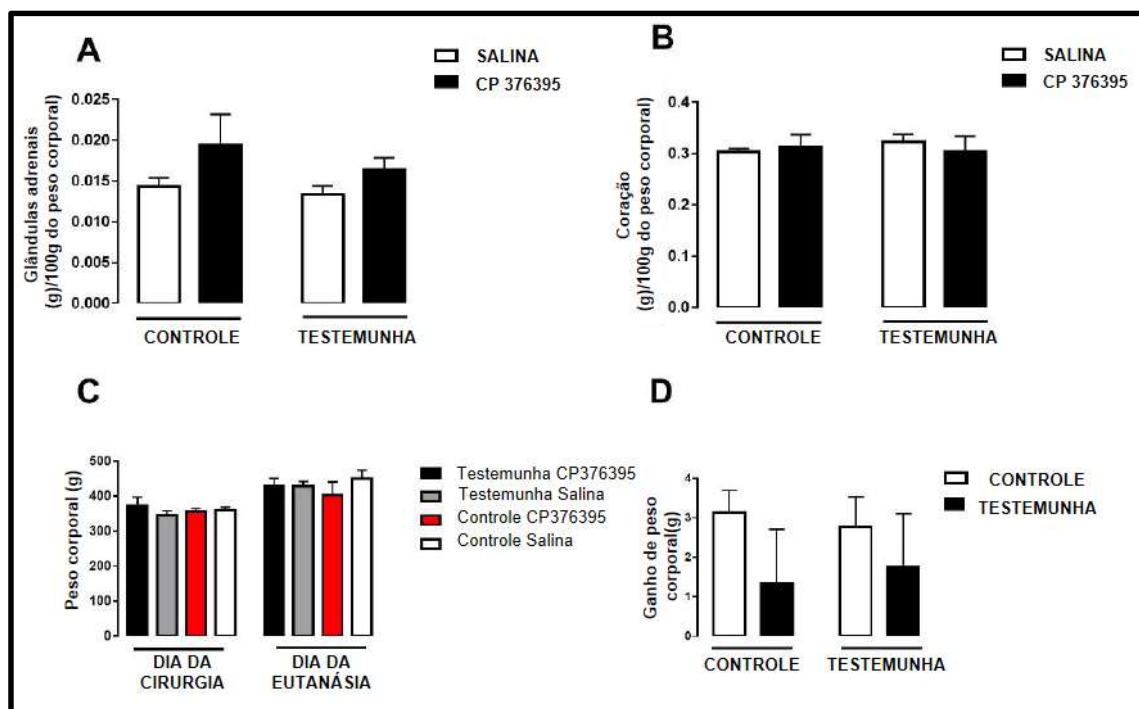 A
SALINA
CP 376395
Glândulas adrenais
(g)/100g do peso corporal)
0.025
0.020
0.015
0.010
0.005
0.000
CONTROLE
TESTEMUNHA
B
SALINA
CP 376395
Coração
(g)/100g do peso corporal)
0.4
0.3
0.2
0.1
0.0
CONTROLE
TESTEMUNHA
C
Peso corporal (g)
500
400
300
200
100
0
DIA DA
CIRURGIA
DIA DA
EUTANÁSIA
Testemunha CP376395
Testemunha Salina
Controle CP376395
Controle Salina
D
CONTROLE
TESTEMUNHA
Ganho de peso
corporal(g)
4
3
2
1
0
CONTROLE
TESTEMUNHA